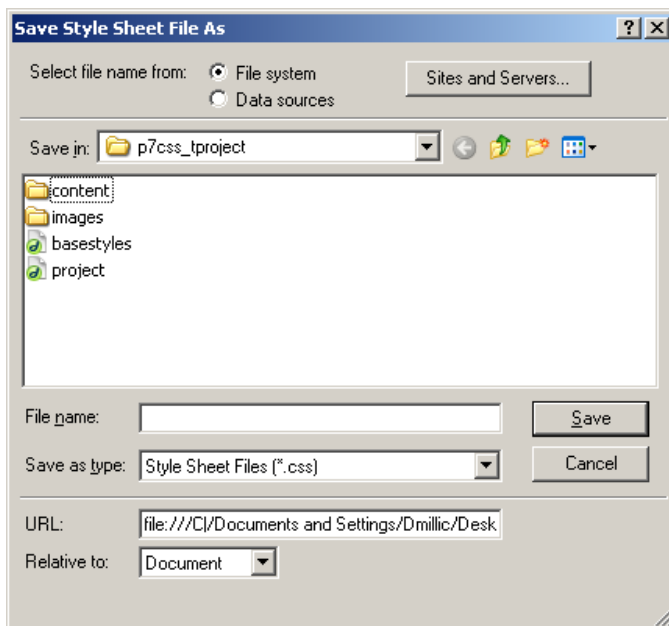 Save Style Sheet File As
Select file name from: File system Sites and Servers...
Data sources
Save in: p7css_tproject
content
images
basestyles
project
File name: Save
Save as type: Style Sheet Files (*.css) Cancel
URL: file:///C|/Documents and Settings/Dmillic/Desk
Relative to: Document